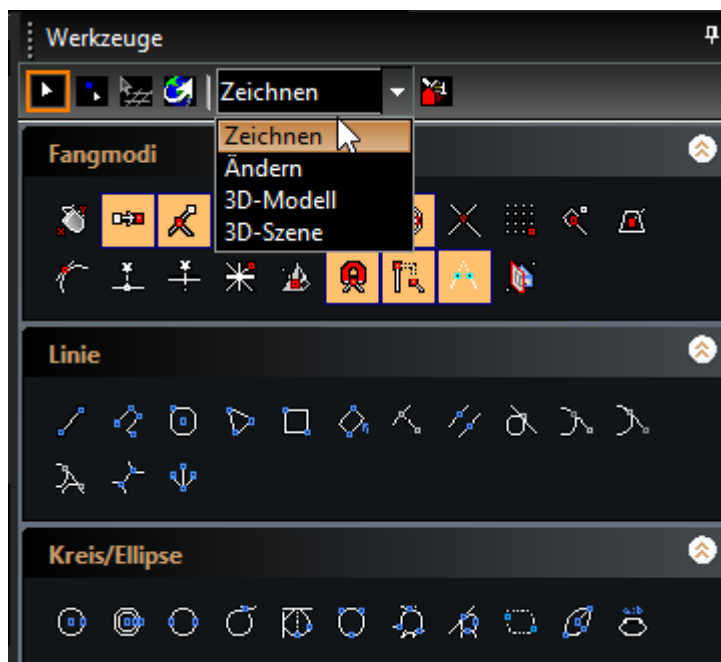 Werkzeuge
Zeichnen
Zeichnen
Ändern
3D-Modell
3D-Szene
Fangmodi
Linie
Kreis/Ellipse
a:b